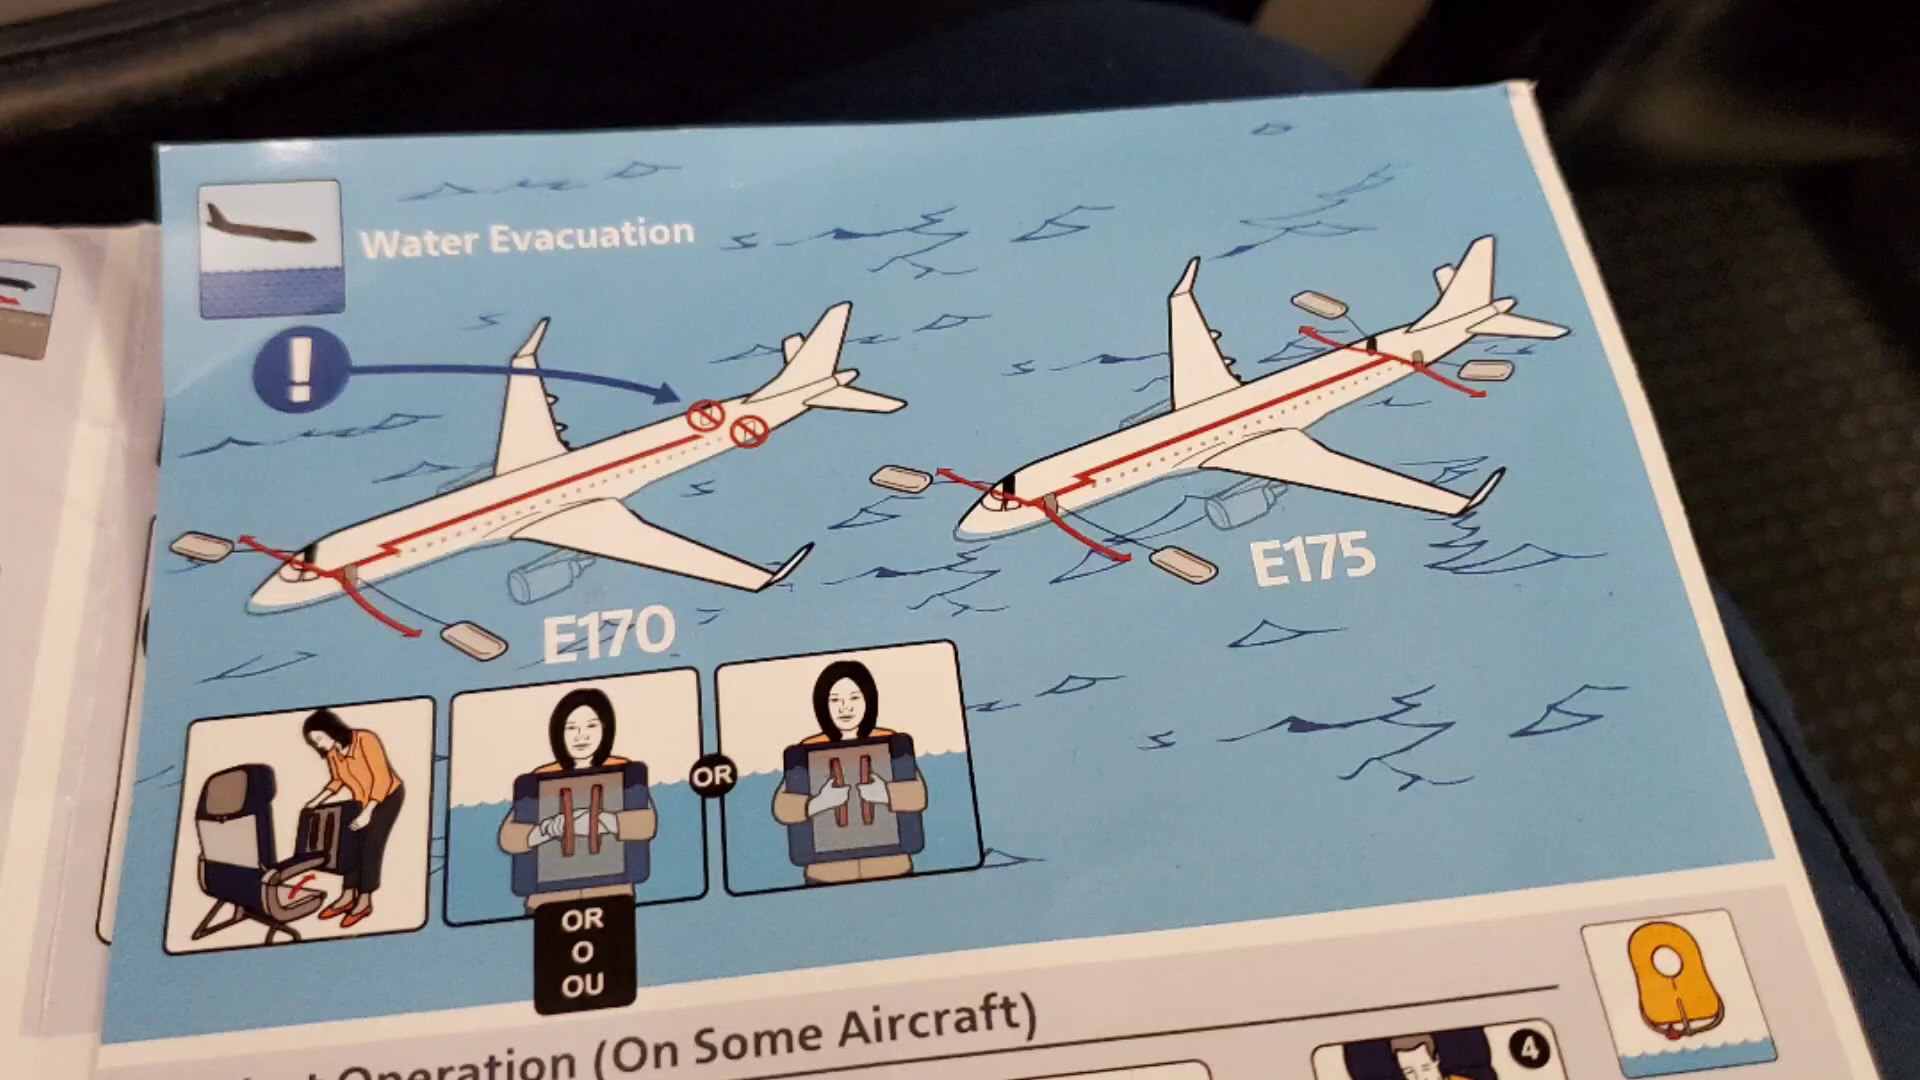 Water Evacuation
!
E170
E175
OR
OR
O
OU
Operation (On Some Aircraft)
4